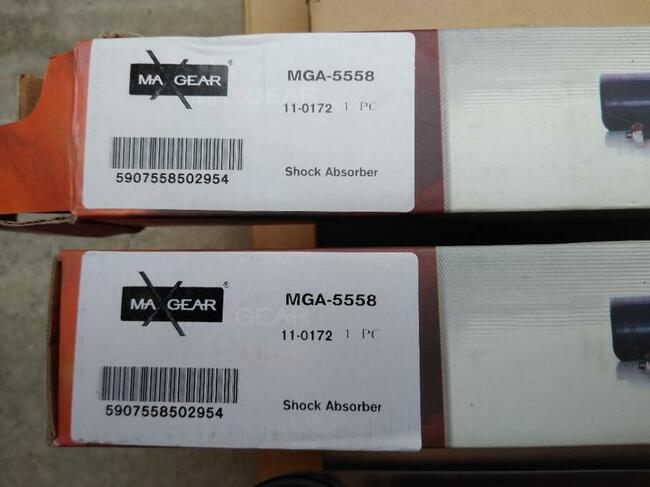 MAXGEAR
®
MGA-5558
11-0172 1 PC
5907558502954
Shock Absorber
MAXGEAR
®
MGA-5558
11-0172 1 PC
5907558502954
Shock Absorber